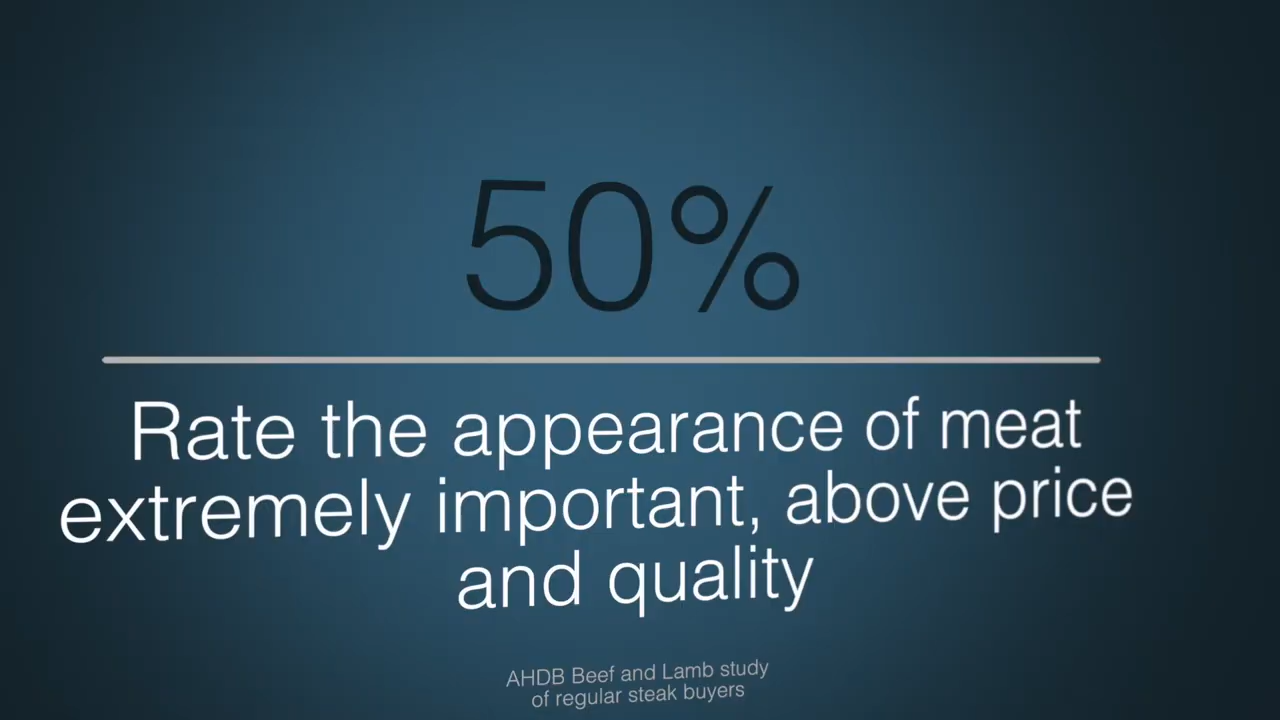 50%
Rate the appearance of meat
extremely important, above price
and quality
AHDB Beef and Lamb study
of regular steak buyers